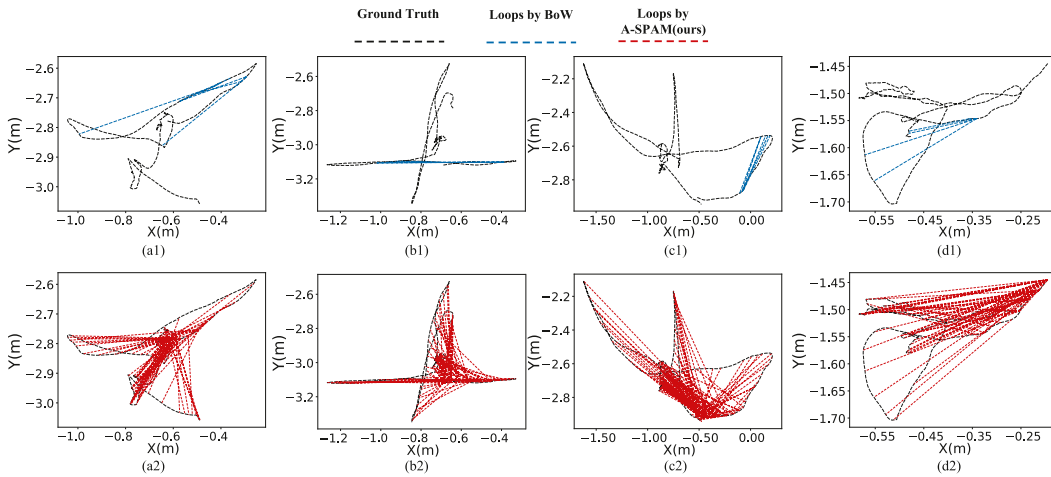 Ground Truth
Loops by BoW
Loops by
A-SPAM(ours)
Y(m)
−2.6
−2.7
−2.8
−2.9
−3.0
−1.0 −0.8 −0.6 −0.4
X(m)
(a1)
Y(m)
−2.6
−2.8
−3.1
−3.2
−1.2 −1.0 −0.8 −0.6 −0.4
X(m)
(b1)
Y(m)
−2.2
−2.4
−2.6
−2.8
−1.50 −1.00 −0.50 0.00
X(m)
(c1)
Y(m)
−1.45
−1.50
−1.55
−1.60
−1.65
−1.70
−0.55 −0.45 −0.35 −0.25
X(m)
(d1)
Y(m)
−2.6
−2.7
−2.8
−2.9
−3.0
−1.0 −0.8 −0.6 −0.4
X(m)
(a2)
Y(m)
−2.6
−2.8
−3.0
−3.2
−1.2 −1.0 −0.8 −0.6 −0.4
X(m)
(b2)
Y(m)
−2.2
−2.4
−2.6
−2.8
−1.50 −1.00 −0.50 0.00
X(m)
(c2)
Y(m)
−1.45
−1.50
−1.55
−1.60
−1.65
−1.70
−0.55 −0.45 −0.35 −0.25
X(m)
(d2)